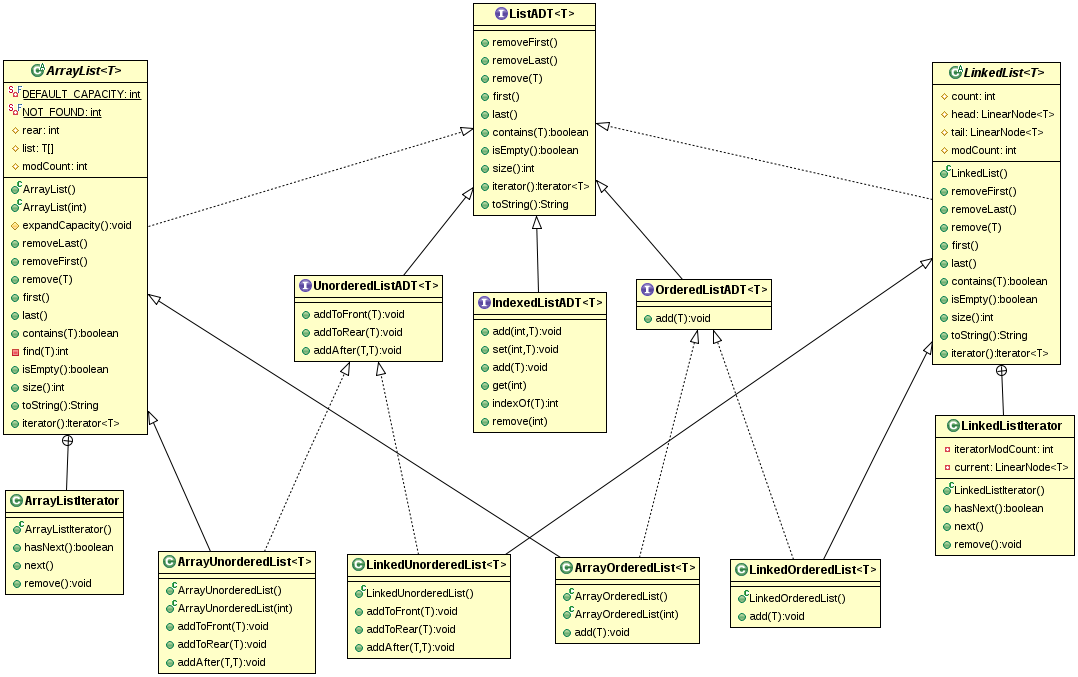 ListADT<T>
removeFirst()
removeLast()
remove(T)
first()
last()
contains(T):boolean
isEmpty():boolean
size():int
iterator():Iterator<T>
toString():String
ArrayList<T>
DEFAULT_CAPACITY: int
NOT_FOUND: int
rear: int
list: T[]
modCount: int
ArrayList()
ArrayList(int)
expandCapacity():void
removeLast()
removeFirst()
remove(T)
first()
last()
contains(T):boolean
find(T):int
isEmpty():boolean
size():int
toString():String
iterator():Iterator<T>
LinkedList<T>
count: int
head: LinearNode<T>
tail: LinearNode<T>
modCount: int
LinkedList()
removeFirst()
removeLast()
remove(T)
first()
last()
contains(T):boolean
isEmpty():boolean
size():int
toString():String
iterator():Iterator<T>
UnorderedListADT<T>
addToFront(T):void
addToRear(T):void
addAfter(T,T):void
IndexedListADT<T>
add(int,T):void
set(int,T):void
add(T):void
get(int)
indexOf(T):int
remove(int)
OrderedListADT<T>
add(T):void
LinkedListIterator
iteratorModCount: int
current: LinearNode<T>
LinkedListIterator()
hasNext():boolean
next()
remove():void
ArrayListIterator
ArrayListIterator()
hasNext():boolean
next()
remove():void
ArrayUnorderedList<T>
ArrayUnorderedList()
ArrayUnorderedList(int)
addToFront(T):void
addToRear(T):void
addAfter(T,T):void
LinkedUnorderedList<T>
LinkedUnorderedList()
addToFront(T):void
addToRear(T):void
addAfter(T,T):void
ArrayOrderedList<T>
ArrayOrderedList()
ArrayOrderedList(int)
add(T):void
LinkedOrderedList<T>
LinkedOrderedList()
add(T):void